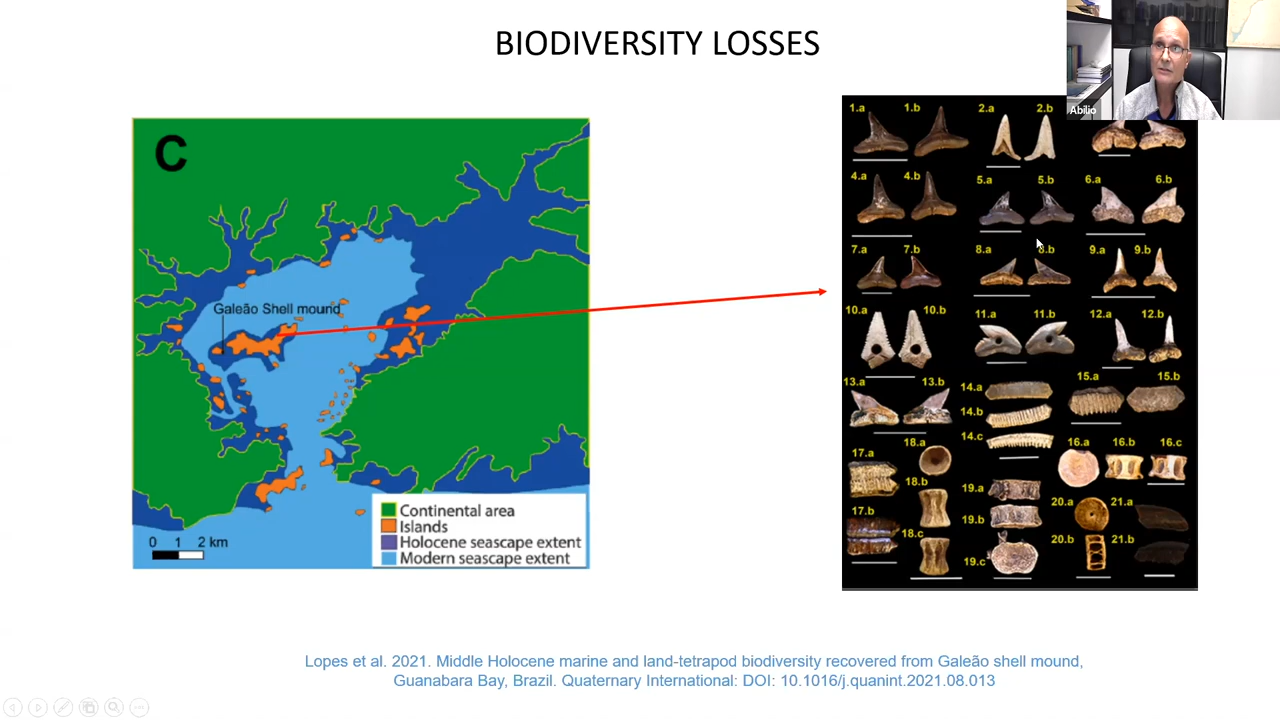 BIODIVERSITY LOSSES
Abílio
C
Galeão Shell mound
Continental area
Islands
Holocene seascape extent
Modern seascape extent
0 1 2 km
1.a 1.b 2.a 2.b
4.a 4.b 5.a 5.b 6.a 6.b
7.a 7.b 8.a 8.b 9.a 9.b
10.a 10.b 11.a 11.b 12.a 12.b
13.a 13.b 14.a 15.a 15.b
14.b
14.c
17.a 18.a 16.a 16.b 16.c
18.b
19.a
17.b 18.c 19.b 20.a 21.a
20.b 21.b
19.c
Lopes et al. 2021. Middle Holocene marine and land-tetrapod biodiversity recovered from Galeão shell mound,
Guanabara Bay, Brazil. Quaternary International: DOI: 10.1016/j.quanint.2021.08.013